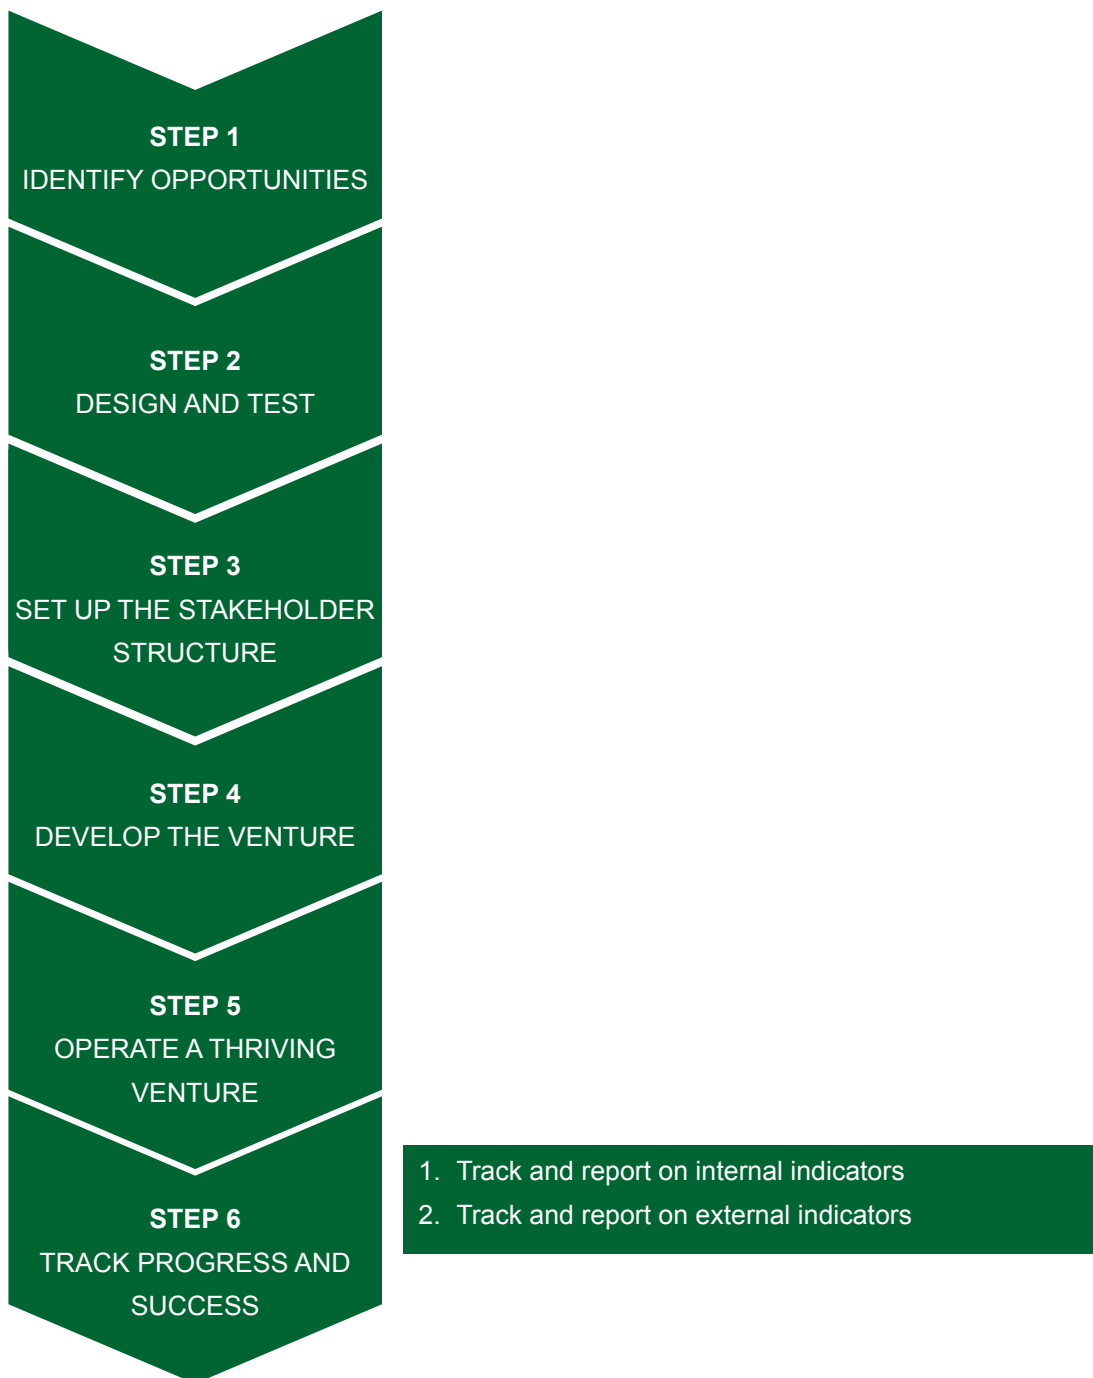 STEP 1
IDENTIFY OPPORTUNITIES
STEP 2
DESIGN AND TEST
STEP 3
SET UP THE STAKEHOLDER
STRUCTURE
STEP 4
DEVELOP THE VENTURE
STEP 5
OPERATE A THRIVING
VENTURE
STEP 6
TRACK PROGRESS AND
SUCCESS
1. Track and report on internal indicators
2. Track and report on external indicators